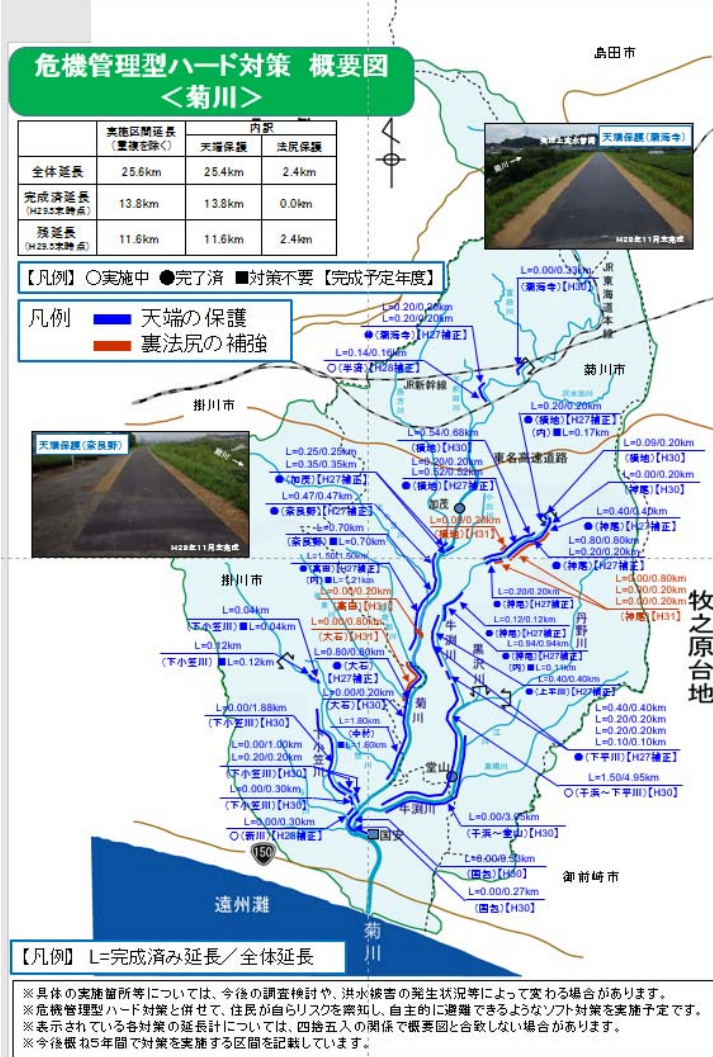 危機管理型ハード対策 概要図
＜菊川＞
島田市
実施区間延長
(重複を除く)
内訳
天端保護
法尻保護
全体延長
25.6km
25.4km
2.4km
完成済延長
(H29.3末時点)
13.8km
13.8km
0.0km
残延長
(H29.3末時点)
11.6km
11.6km
2.4km
天端保護(潮海寺)
H28年11月末完成
【凡例】○実施中 ●完了済 ■対策不要【完成予定年度】
凡例
天端の保護
裏法尻の補強
L=0.00/0.33km
(潮海寺)【H30】
JR東海道本線
L=0.20/0.20km
L=0.20/0.20km
●(潮海寺)【H27補正】
L=0.14/0.16km
○(半済)【H28補正】
JR新幹線
西方川
菊川市
沢水加川
掛川市
L=0.20/0.20km
●(横地)【H27補正】
(内)■L=0.17km
L=0.54/0.68km
(横地)【H30】
L=0.20/0.20km
L=0.52/0.52km
●(横地)【H27補正】
東名高速道路
L=0.09/0.20km
(横地)【H30】
L=0.00/0.20km
(神尾)【H30】
天端保護(奈良野)
H28年11月末完成
L=0.25/0.25km
L=0.35/0.35km
●(加茂)【H27補正】
L=0.47/0.47km
●(奈良野)【H27補正】
L=0.70km
(奈良野)■L=0.70km
加茂
L=0.00/0.20km
(横地)【H31】
L=0.40/0.40km
●(神尾)【H27補正】
L=0.80/0.80km
L=0.20/0.20km
●(神尾)【H27補正】
L=1.50/1.50km
●(高田)【H27補正】
(内)■L=1.21km
掛川市
L=0.00/0.20km
(高田)【H31】
L=0.00/0.80km
(大石)【H31】
L=0.00/0.80km
L=0.00/0.20km
L=0.00/0.20km
(神尾)【H31】
牧之原台地
L=0.20/0.20km
●(神尾)【H27補正】
L=0.12/0.12km
●(神尾)【H27補正】
L=0.94/0.94km
(内)■L=0.11km
丹野川
牛渕川
黒沢川
L=0.04km
(下小笠川)■L=0.04km
L=0.12km
(下小笠川)■L=0.12km
L=0.80/0.80km
●(大石)
【H27補正】
L=0.00/0.20km
(大石)【H30】
菊川
L=0.40/0.40km
●(上平川)【H27補正】
L=1.80km
(中村)
■L=1.80km
L=0.00/1.88km
(下小笠川)【H30】
下小笠川
L=0.40/0.40km
L=0.20/0.20km
L=0.20/0.20km
L=0.10/0.10km
●(下平川)【H27補正】
L=0.00/1.00km
L=0.20/0.20km
(下小笠川)【H30】
L=0.00/0.30km
(下小笠川)【H30】
L=0.00/0.30km
○(新川)【H28補正】
堂山
高橋川
L=1.50/4.95km
○(干浜～下平川)【H30】
牛渕川
L=0.00/3.05km
(干浜～堂山)【H30】
国安
150
(国包)【H30】
L=0.00/0.27km
(国包)【H30】
御前崎市
遠州灘
菊川
【凡例】 L=完成済み延長／全体延長
※具体の実施箇所等については、今後の調査検討や、洪水被害の発生状況等によって変わる場合があります。
※危機管理型ハード対策と併せて、住民が自らリスクを察知し、自主的に避難できるようなソフト対策を実施予定です。
※表示されている各対策の延長計については、四捨五入の関係で概要図と合致しない場合があります。
※今後概ね5年間で対策を実施する区間を記載しています。